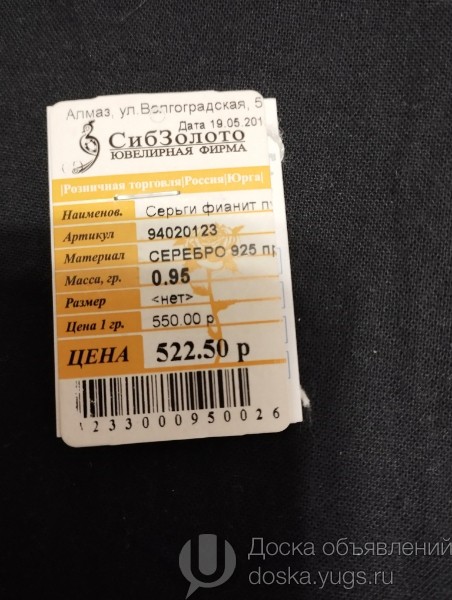 Алмаз, ул.Волгоградская, 5
Дата 19.05.201
СибЗолото
ЮВЕЛИРНАЯ ФИРМА
|Розничная торговля|Россия|Юрга|
Наименов. Серьги фианит
Артикул 94020123
Материал СЕРЕБРО 925 пр
Масса, гр. 0.95
Размер <нет>
Цена 1 гр. 550.00 р
ЦЕНА 522.50 р
2330000950026
Доска объявлений
doska.yugs.ru